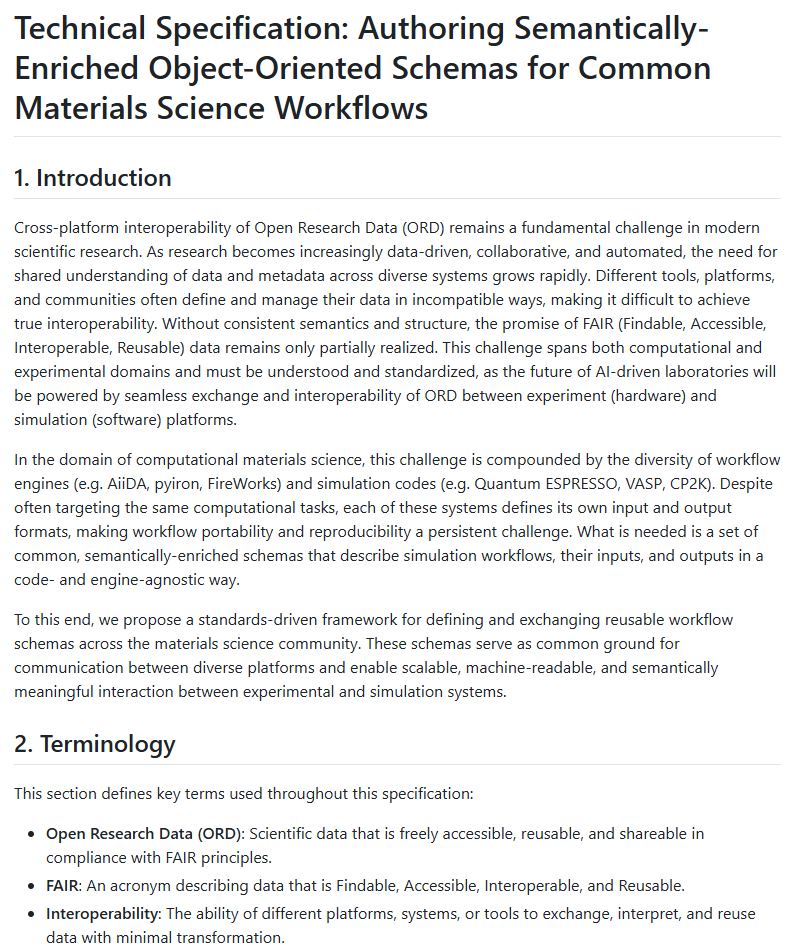 Technical Specification: Authoring Semantically-
Enriched Object-Oriented Schemas for Common
Materials Science Workflows
1. Introduction
Cross-platform interoperability of Open Research Data (ORD) remains a fundamental challenge in modern
scientific research. As research becomes increasingly data-driven, collaborative, and automated, the need for
shared understanding of data and metadata across diverse systems grows rapidly. Different tools, platforms,
and communities often define and manage their data in incompatible ways, making it difficult to achieve
true interoperability. Without consistent semantics and structure, the promise of FAIR (Findable, Accessible,
Interoperable, Reusable) data remains only partially realized. This challenge spans both computational and
experimental domains and must be understood and standardized, as the future of AI-driven laboratories will
be powered by seamless exchange and interoperability of ORD between experiment (hardware) and
simulation (software) platforms.
In the domain of computational materials science, this challenge is compounded by the diversity of workflow
engines (e.g. AiiDA, pyiron, FireWorks) and simulation codes (e.g. Quantum ESPRESSO, VASP, CP2K). Despite
often targeting the same computational tasks, each of these systems defines its own input and output
formats, making workflow portability and reproducibility a persistent challenge. What is needed is a set of
common, semantically-enriched schemas that describe simulation workflows, their inputs, and outputs in a
code- and engine-agnostic way.
To this end, we propose a standards-driven framework for defining and exchanging reusable workflow
schemas across the materials science community. These schemas serve as common ground for
communication between diverse platforms and enable scalable, machine-readable, and semantically
meaningful interaction between experimental and simulation systems.
2. Terminology
This section defines key terms used throughout this specification:
• Open Research Data (ORD): Scientific data that is freely accessible, reusable, and shareable in
compliance with FAIR principles.
• FAIR: An acronym describing data that is Findable, Accessible, Interoperable, and Reusable.
• Interoperability: The ability of different platforms, systems, or tools to exchange, interpret, and reuse
data with minimal transformation.